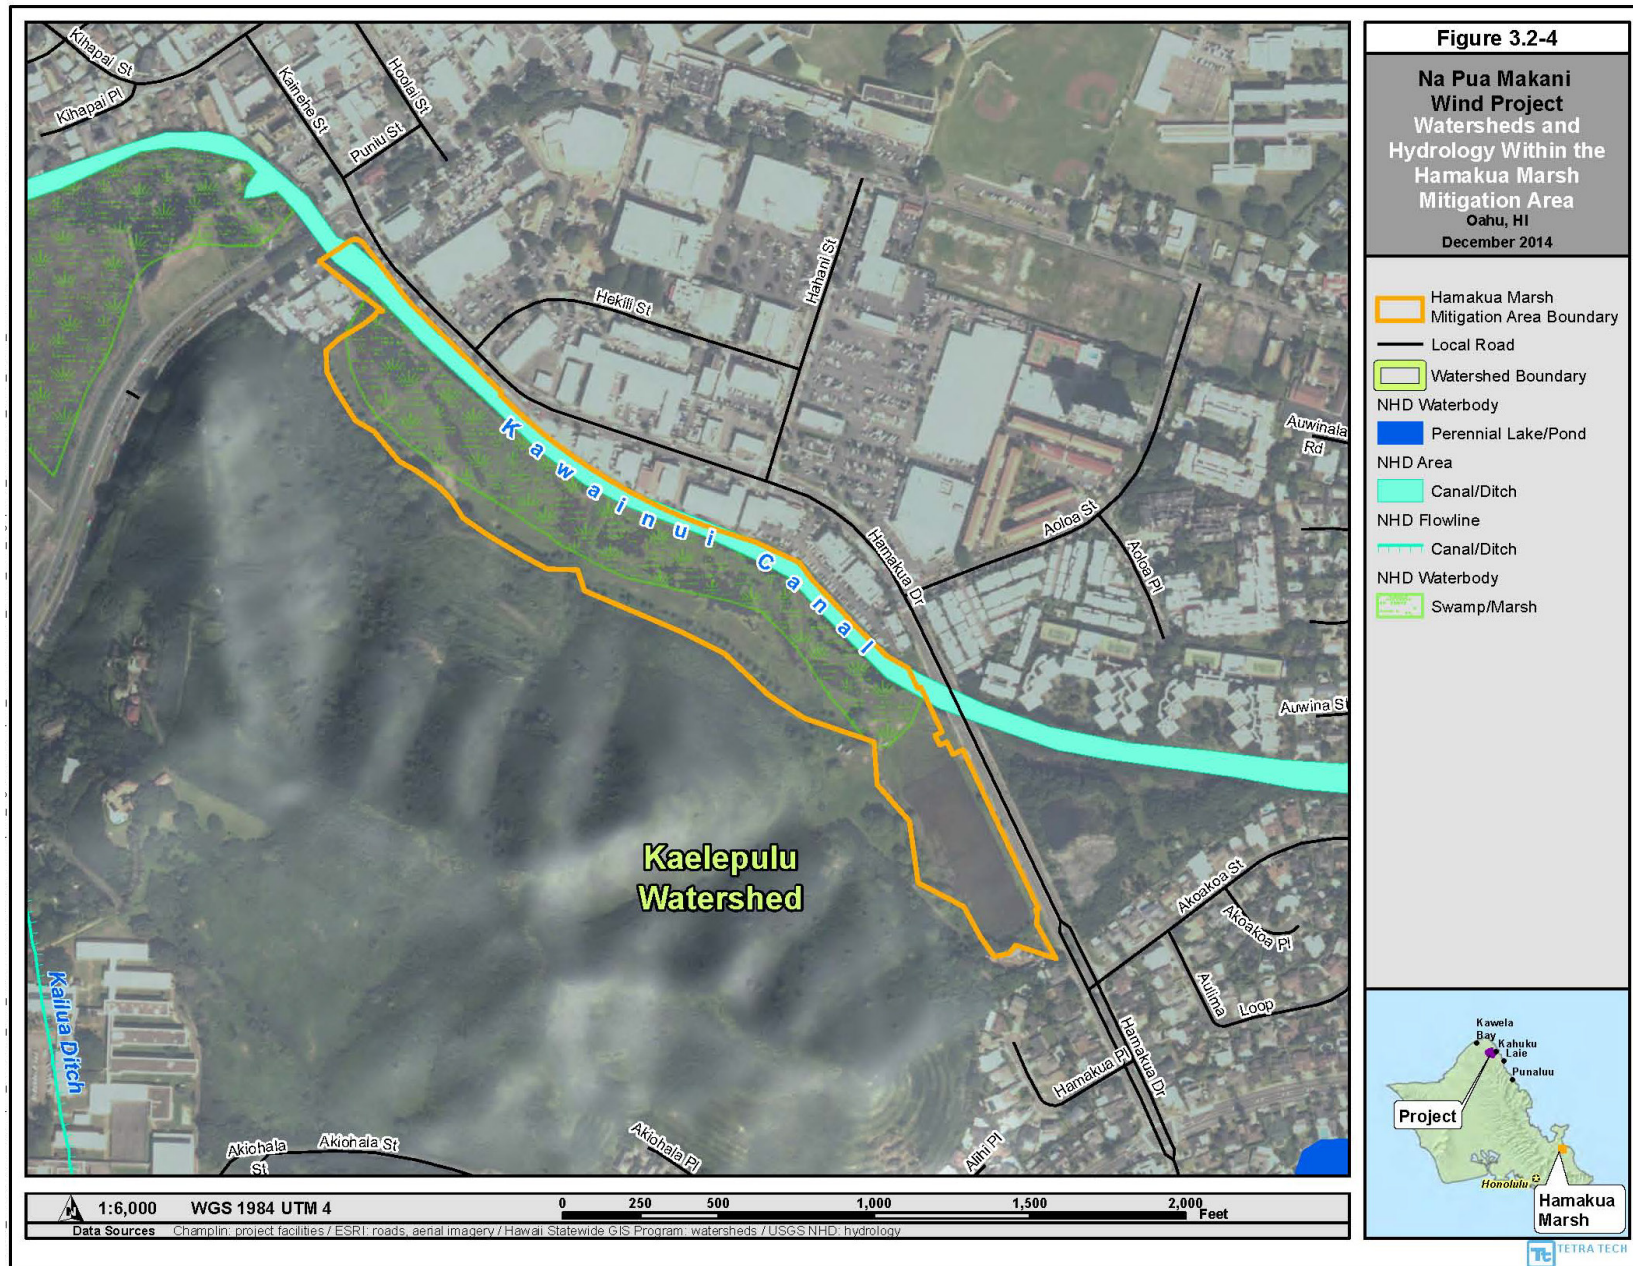 Figure 3.2-4
Na Pua Makani
Wind Project
Watersheds and
Hydrology Within the
Hamakua Marsh
Mitigation Area
Oahu, HI
December 2014
Hamakua Marsh
Mitigation Area Boundary
Local Road
Watershed Boundary
NHD Waterbody
Perennial Lake/Pond
NHD Area
Canal/Ditch
NHD Flowline
Canal/Ditch
NHD Waterbody
Swamp/Marsh
Kihapai St
Kihapai Pl
Kainehe St
Hoolai St
Puniu St
Hekili St
Hahani St
Auwinala
Rd
Kawainui Canal
Hamakua Dr
Aoloa St
Aoloa Pl
Auwina St
Kaelepulu
Watershed
Akoakoa St
Akoakoa Pl
Aulima
Loop
Hamakua Dr
Hamakua Pl
Kailua Ditch
Akiohala
St
Akiohala St
Akiohala Pl
Alihi Pl
Kawela
Bay
Kahuku
Laie
Punaluu
Project
Honolulu
Hamakua
Marsh
N
1:6,000
WGS 1984 UTM 4
0 250 500 1,000 1,500 2,000
Feet
Data Sources Champlin: project facilities / ESRI: roads, aerial imagery / Hawaii Statewide GIS Program: watersheds / USGS NHD: hydrology
Tt TETRA TECH